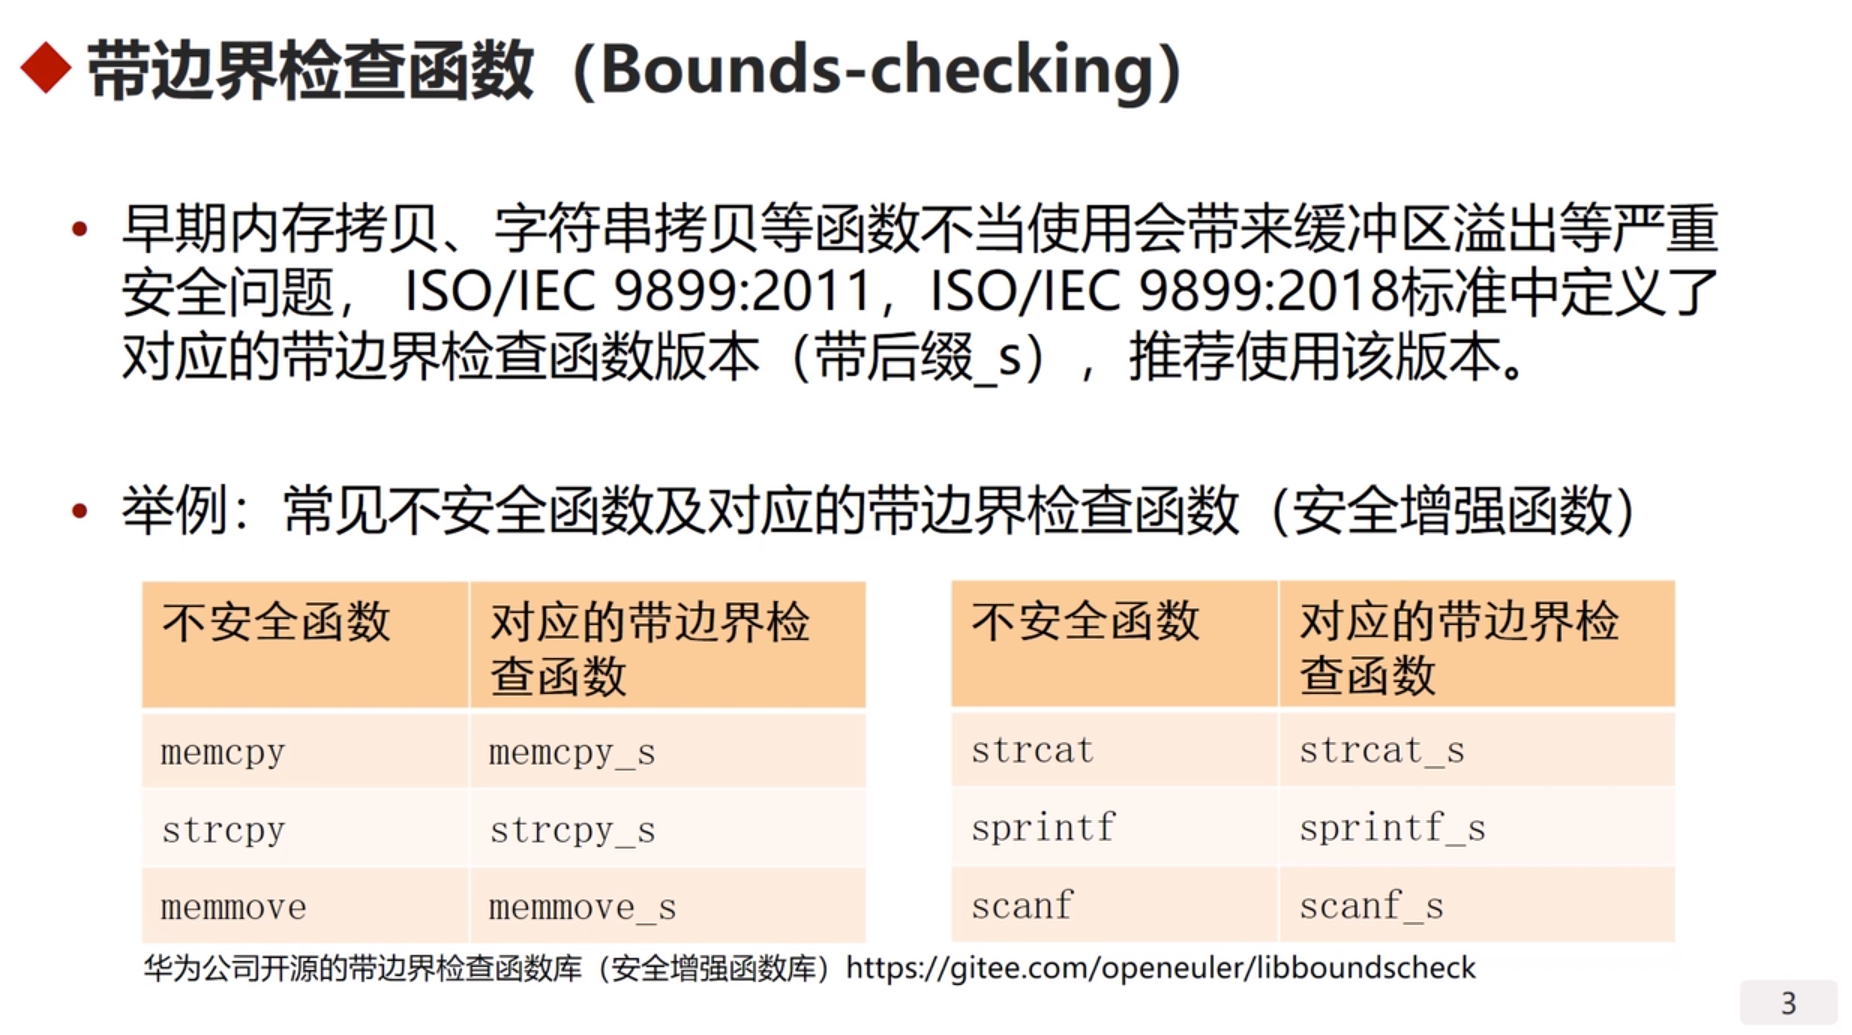 带边界检查函数（Bounds-checking）
早期内存拷贝、字符串拷贝等函数不当使用会带来缓冲区溢出等严重
安全问题， ISO/IEC 9899:2011，ISO/IEC 9899:2018标准中定义了
对应的带边界检查函数版本（带后缀_s），推荐使用该版本。
举例：常见不安全函数及对应的带边界检查函数（安全增强函数）
不安全函数 对应的带边界检
查函数
memcpy memcpy_s
strcpy strcpy_s
memmove memmove_s
不安全函数 对应的带边界检
查函数
strcat strcat_s
sprintf sprintf_s
scanf scanf_s
华为公司开源的带边界检查函数库（安全增强函数库）https://gitee.com/openeuler/libboundscheck
3